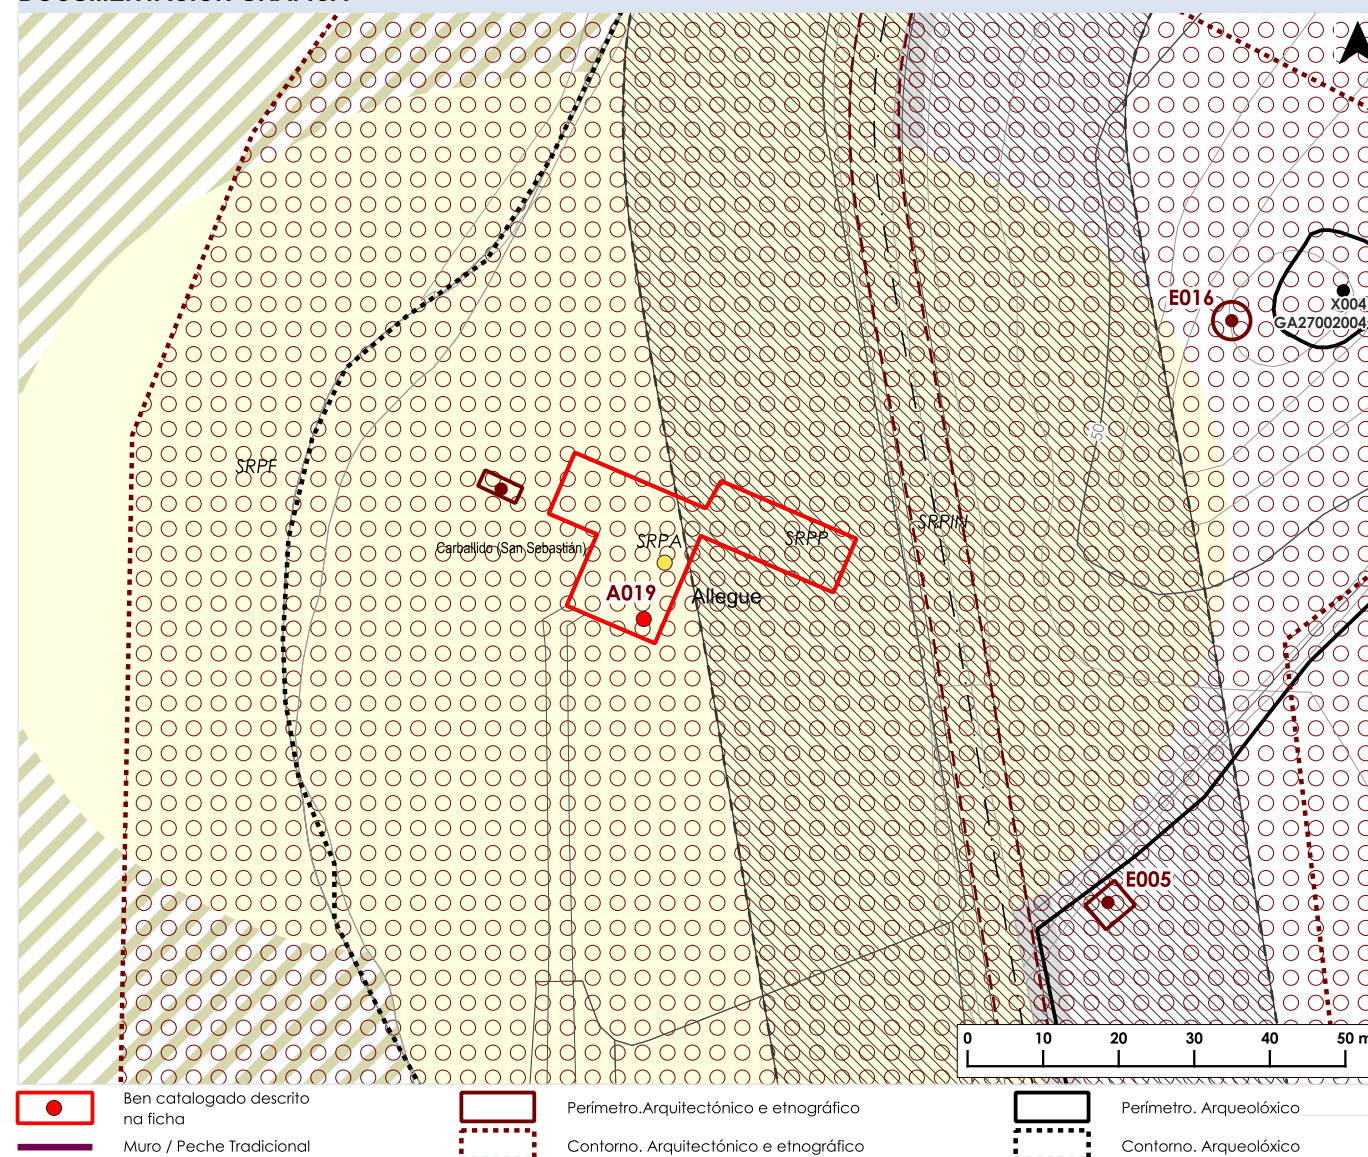 E016
X004
GA27002004
50
SRPF
SRPIN
SRPP
Carballido (San Sebastián)
SRPA
A019
Allegue
E005
0 10 20 30 40 50 m
Ben catalogado descrito
na ficha
Perímetro.Arquitectónico e etnográfico
Perímetro. Arqueolóxico
Muro / Peche Tradicional
Contorno. Arquitectónico e etnográfico
Contorno. Arqueolóxico